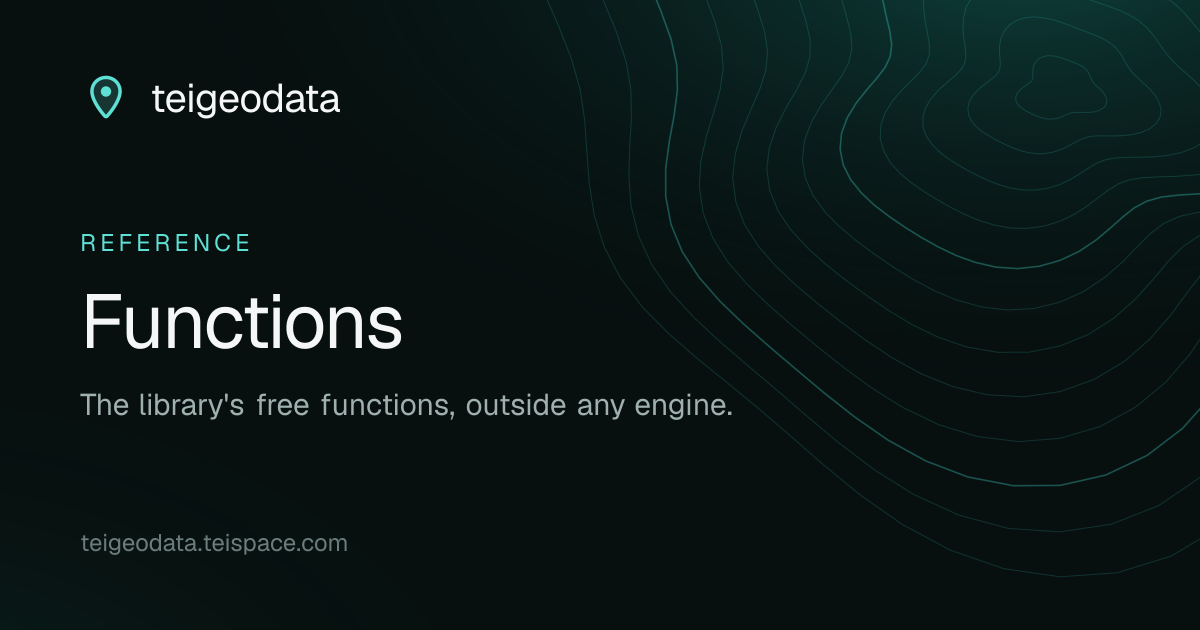 teigeodata
REFERENCE
Functions
The library's free functions, outside any engine.
teigeodata.teispace.com